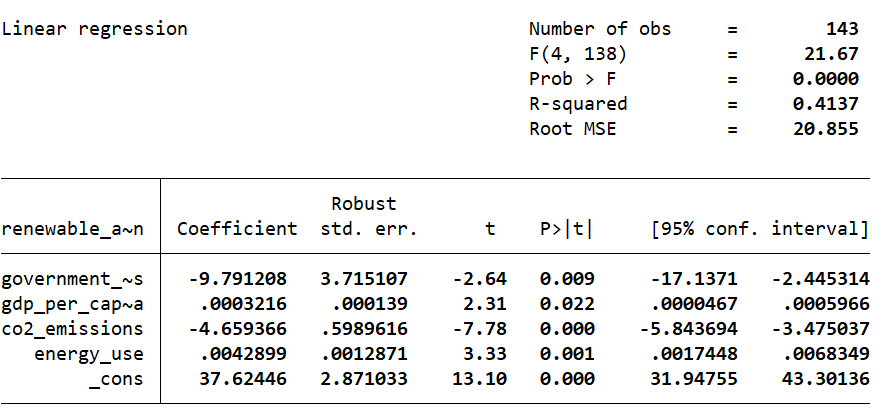 Linear regression Number of obs = 143
F(4, 138) = 21.67
Prob > F = 0.0000
R-squared = 0.4137
Root MSE = 20.855
Robust
renewable_a~n Coefficient std. err. t P>|t| [95% conf. interval]
government_~s -9.791208 3.715107 -2.64 0.009 -17.1371 -2.445314
gdp_per_cap~a .0003216 .000139 2.31 0.022 .0000467 .0005966
co2_emissions -4.659366 .5989616 -7.78 0.000 -5.843694 -3.475037
energy_use .0042899 .0012871 3.33 0.001 .0017448 .0068349
_cons 37.62446 2.871033 13.10 0.000 31.94755 43.30136